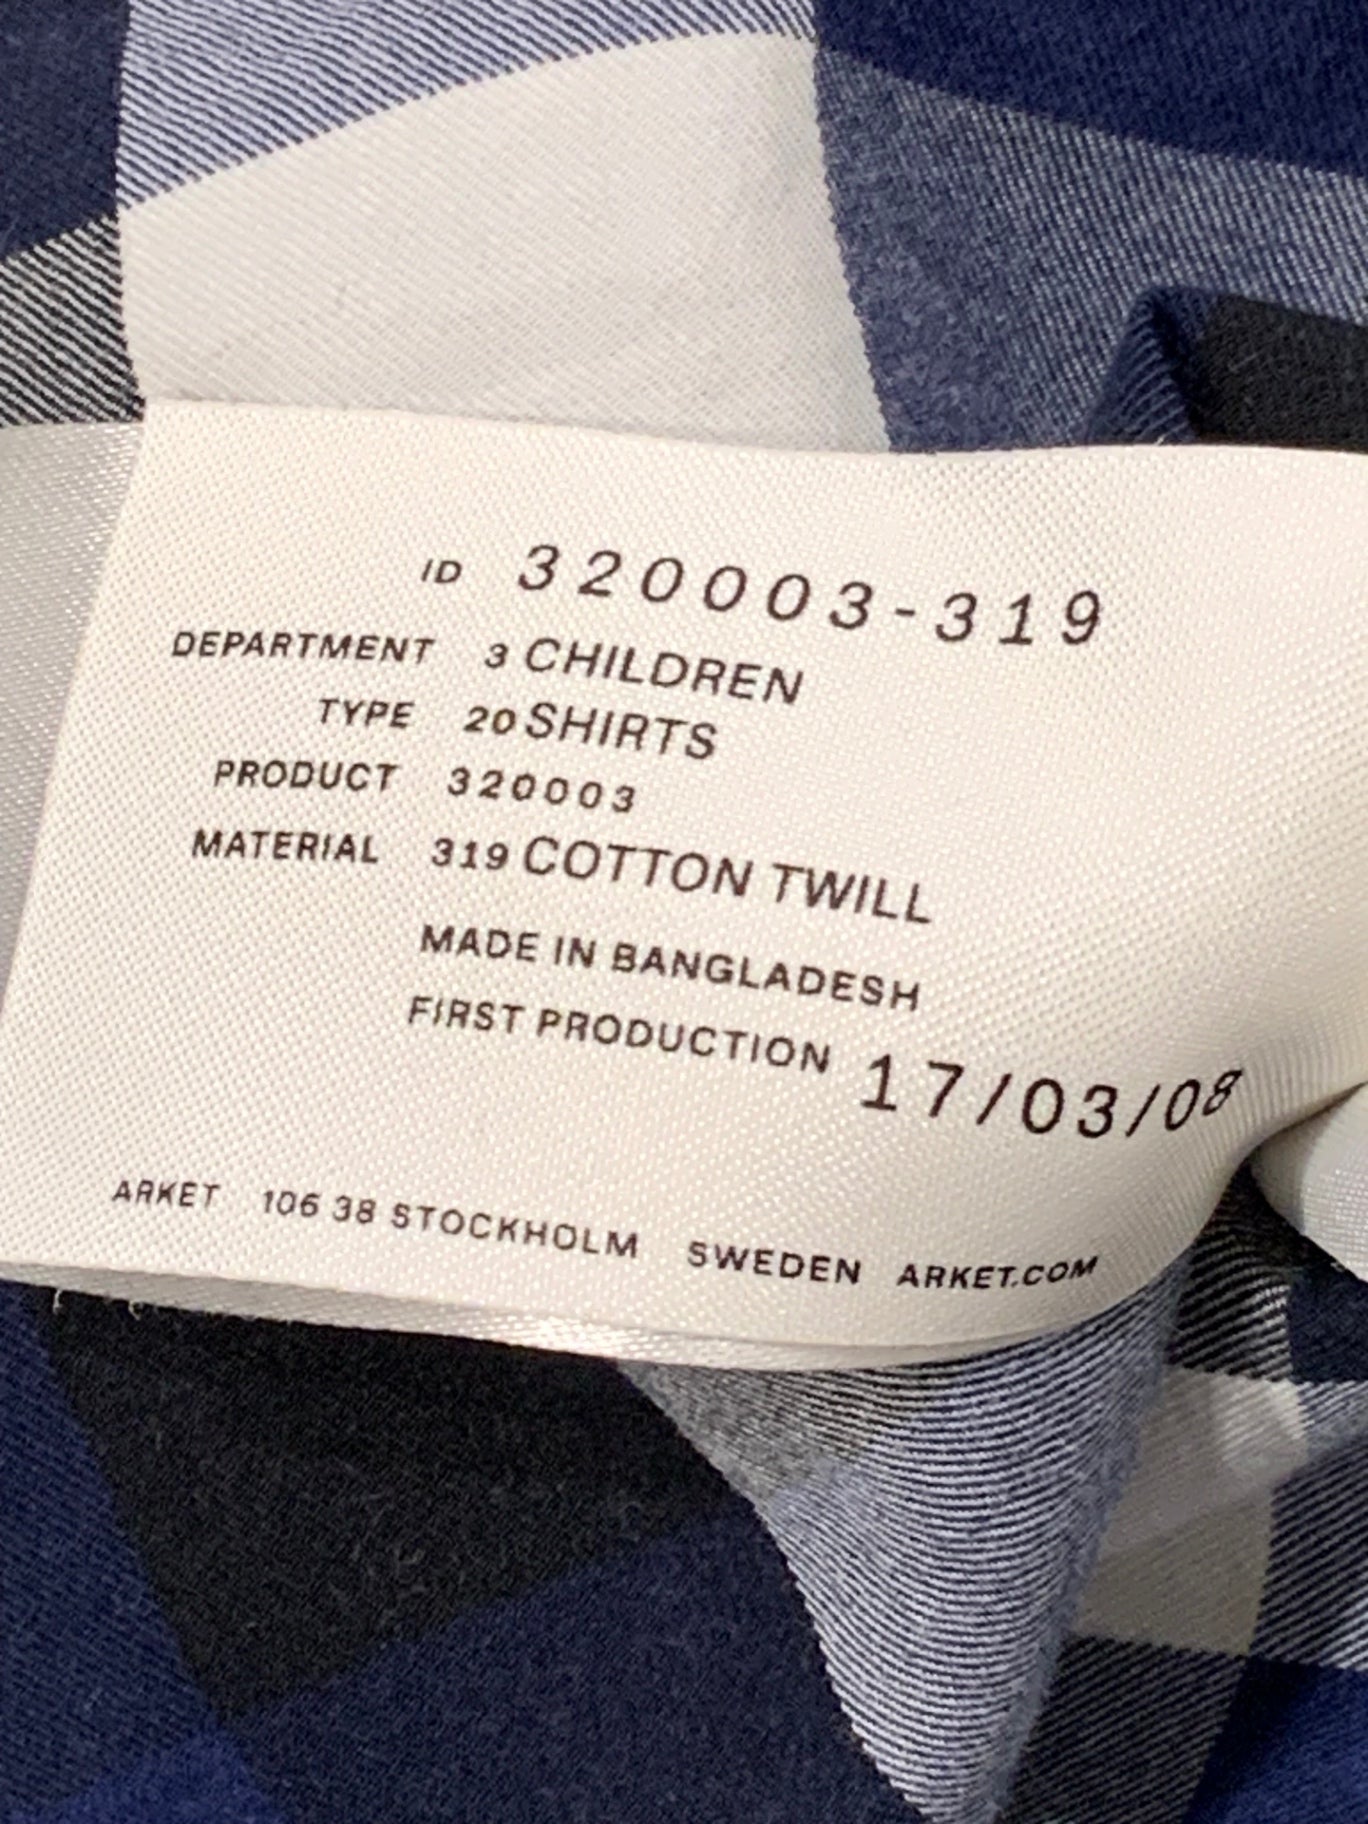 ID 320003-319
DEPARTMENT 3 CHILDREN
TYPE 20 SHIRTS
PRODUCT 320003
MATERIAL 319 COTTON TWILL
MADE IN BANGLADESH
FIRST PRODUCTION 17/03/08
ARKET 106 38 STOCKHOLM SWEDEN ARKET.COM